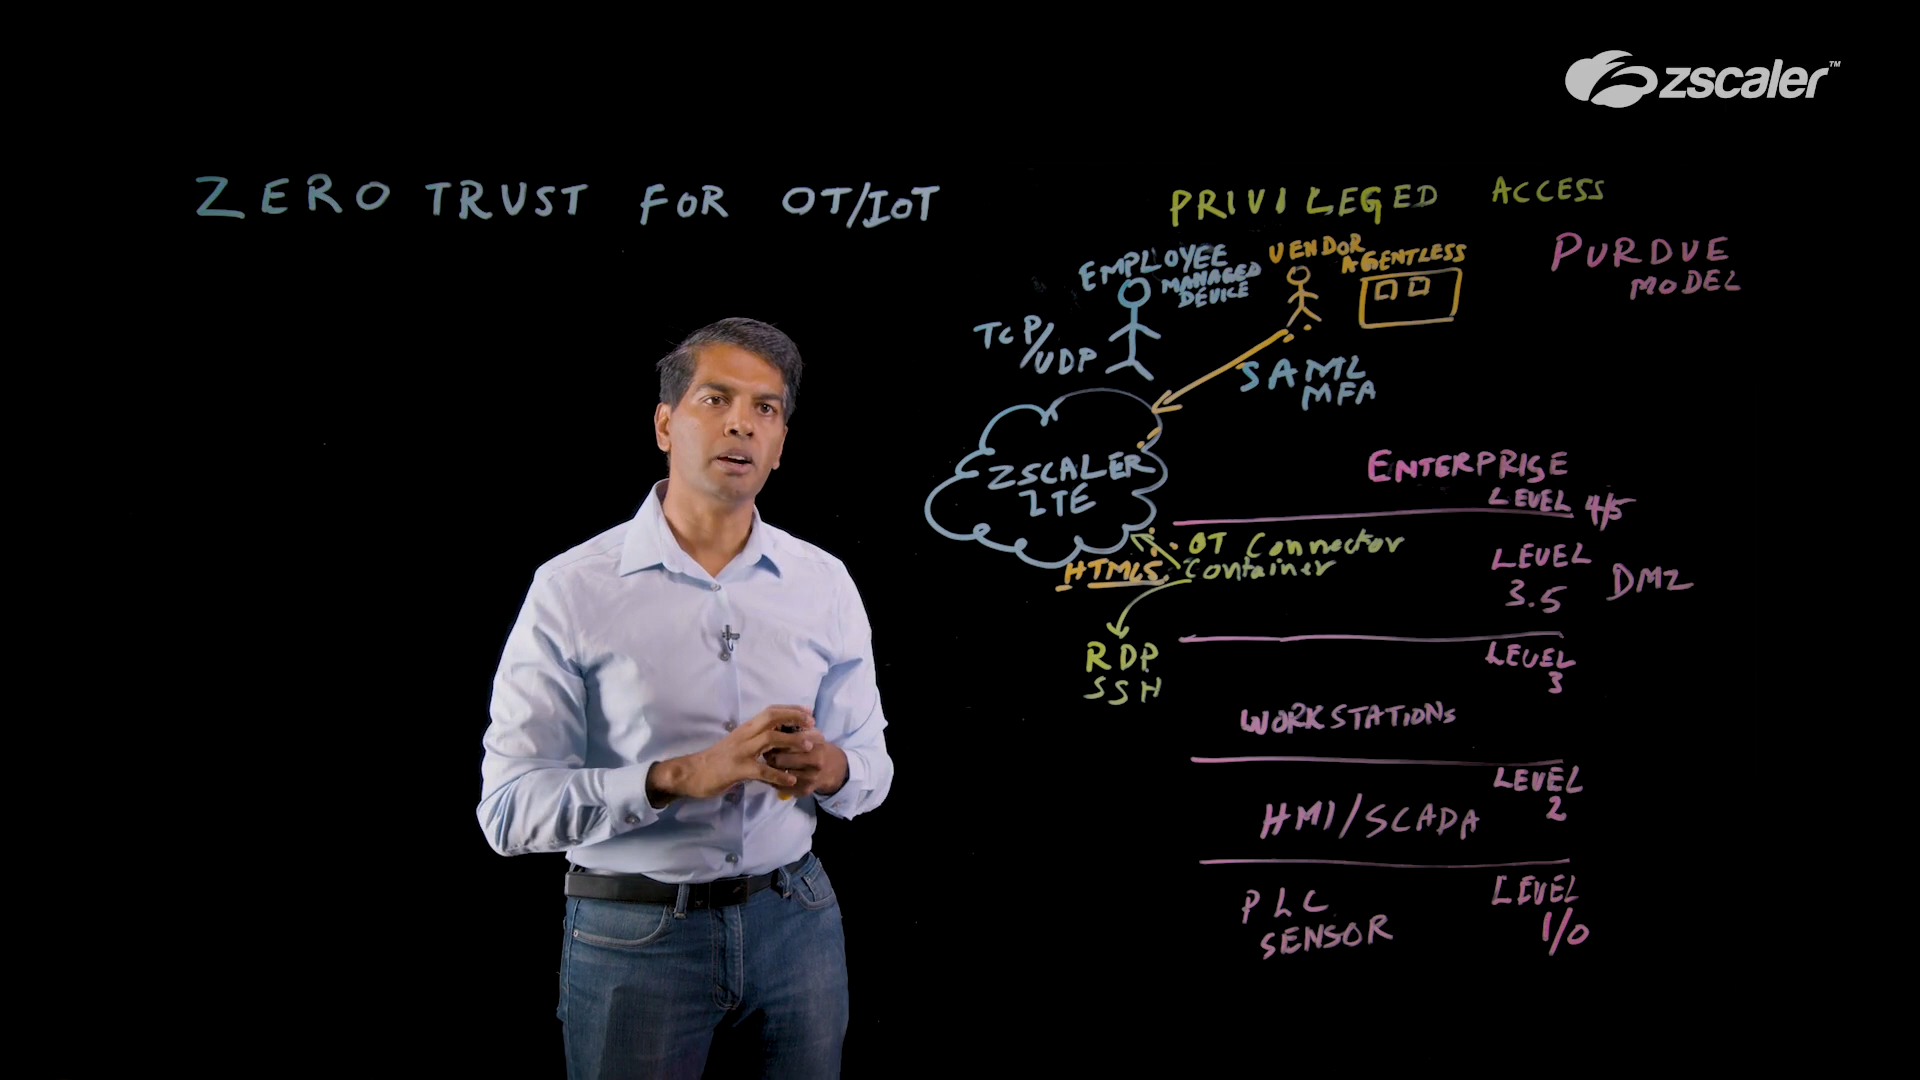 zscaler™
ZERO TRUST FOR OT/IOT
PRIVILEGED ACCESS
EMPLOYEE
MANAGED
DEVICE
VENDOR
AGENTLESS
PURDUE
MODEL
TCP/
UDP
SAML
MFA
ZSCALER
ZTE
ENTERPRISE
LEVEL 4/5
OT Connector
Container
HTML5
LEVEL
3.5
DMZ
RDP
SSH
LEVEL
3
WORKSTATIONS
LEVEL
2
HMI/SCADA
PLC
SENSOR
LEVEL
1/0